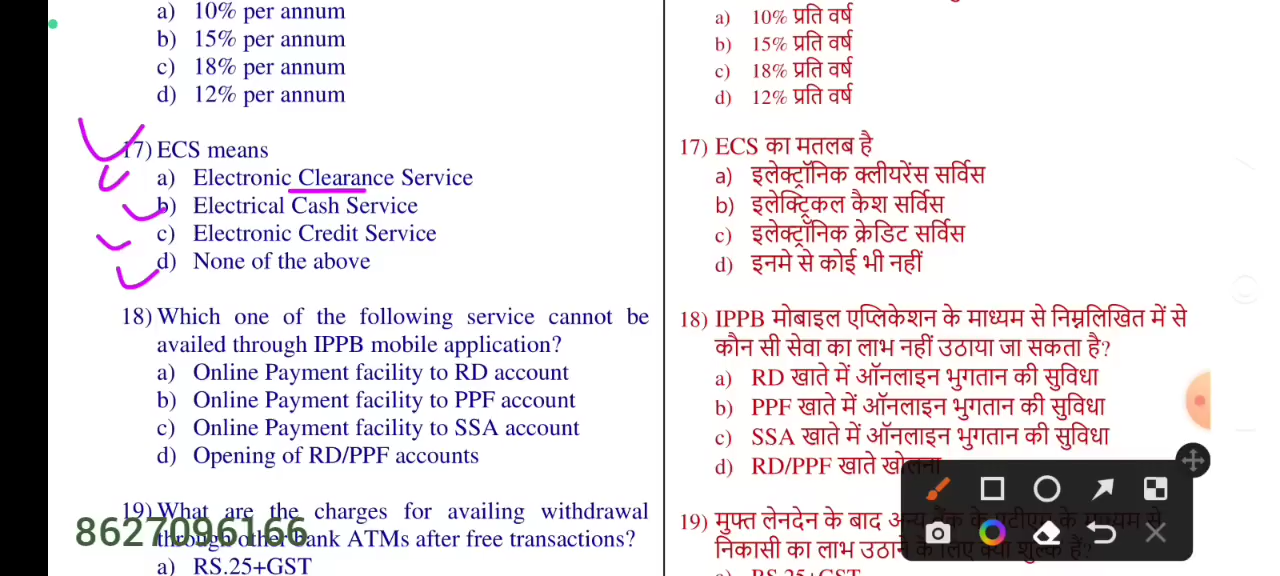 a) 10% per annum
b) 15% per annum
c) 18% per annum
d) 12% per annum
17) ECS means
a) Electronic Clearance Service
b) Electrical Cash Service
c) Electronic Credit Service
d) None of the above
18) Which one of the following service cannot be
availed through IPPB mobile application?
a) Online Payment facility to RD account
b) Online Payment facility to PPF account
c) Online Payment facility to SSA account
d) Opening of RD/PPF accounts
19) What are the charges for availing withdrawal
through other bank ATMs after free transactions?
a) RS.25+GST
8627096166
a) 10% प्रति वर्ष
b) 15% प्रति वर्ष
c) 18% प्रति वर्ष
d) 12% प्रति वर्ष
17) ECS का मतलब है
a) इलेक्ट्रॉनिक क्लीयरेंस सर्विस
b) इलेक्ट्रिकल कैश सर्विस
c) इलेक्ट्रॉनिक क्रेडिट सर्विस
d) इनमे से कोई भी नहीं
18) IPPB मोबाइल एप्लिकेशन के माध्यम से निम्नलिखित में से
कौन सी सेवा का लाभ नहीं उठाया जा सकता है?
a) RD खाते में ऑनलाइन भुगतान की सुविधा
b) PPF खाते में ऑनलाइन भुगतान की सुविधा
c) SSA खाते में ऑनलाइन भुगतान की सुविधा
d) RD/PPF खाते खोलना
19) मुफ्त लेनदेन के बाद अन्य बैंक के एटीएम के माध्यम से
निकासी का लाभ उठाने के लिए क्या शुल्क हैं?